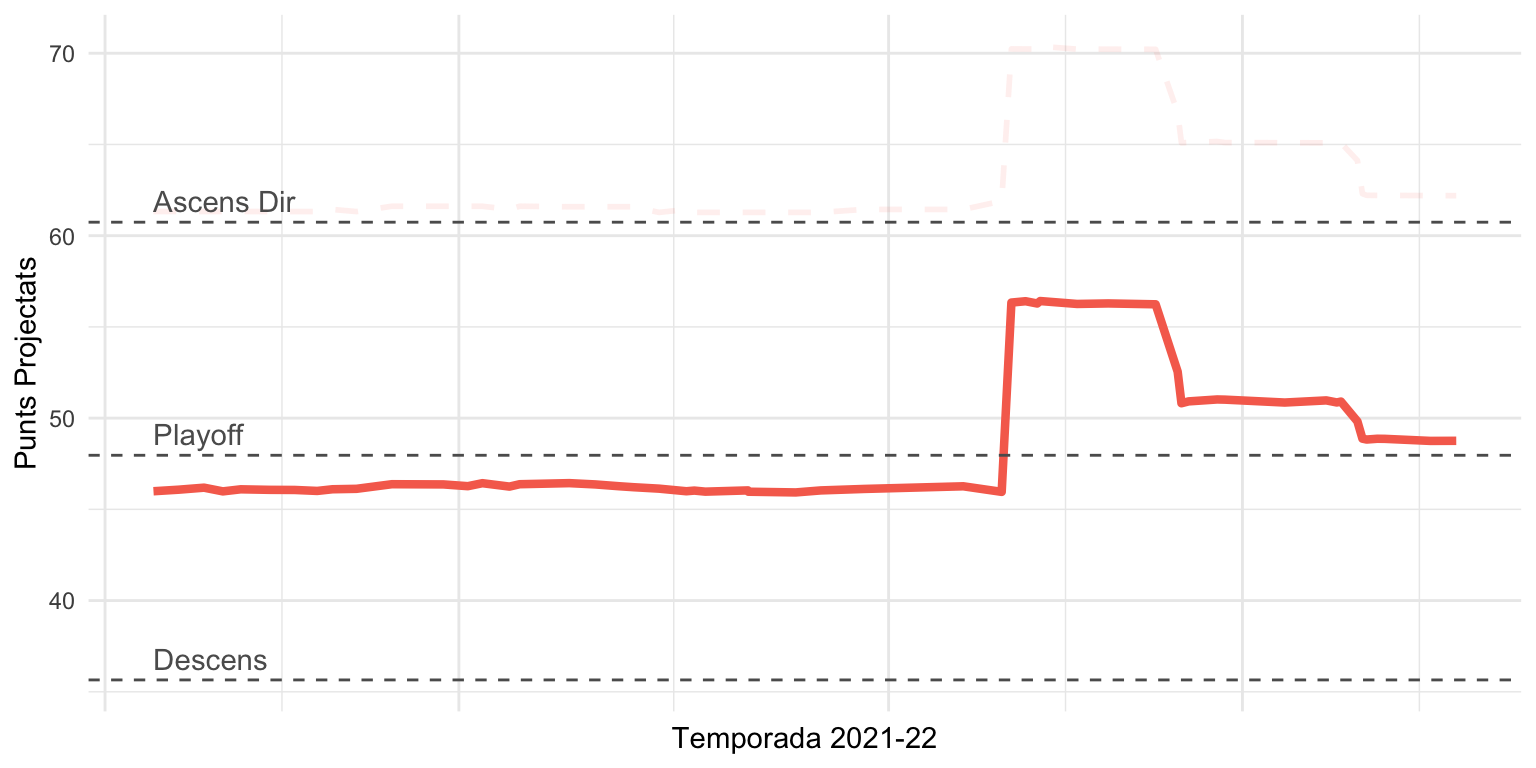 70
Ascens Dir
60
Punts Projectats
50
Playoff
40
Descens
Temporada 2021-22